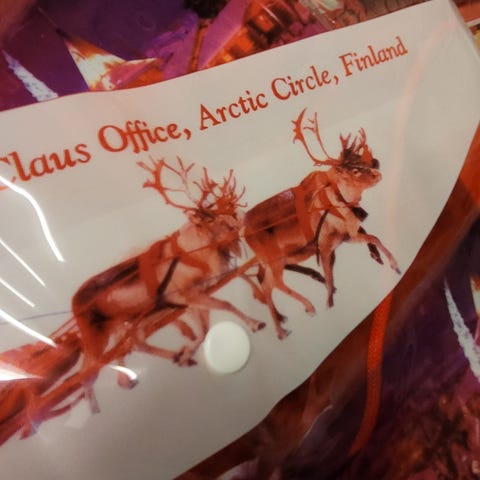 Claus Office, Arctic Circle, Finland